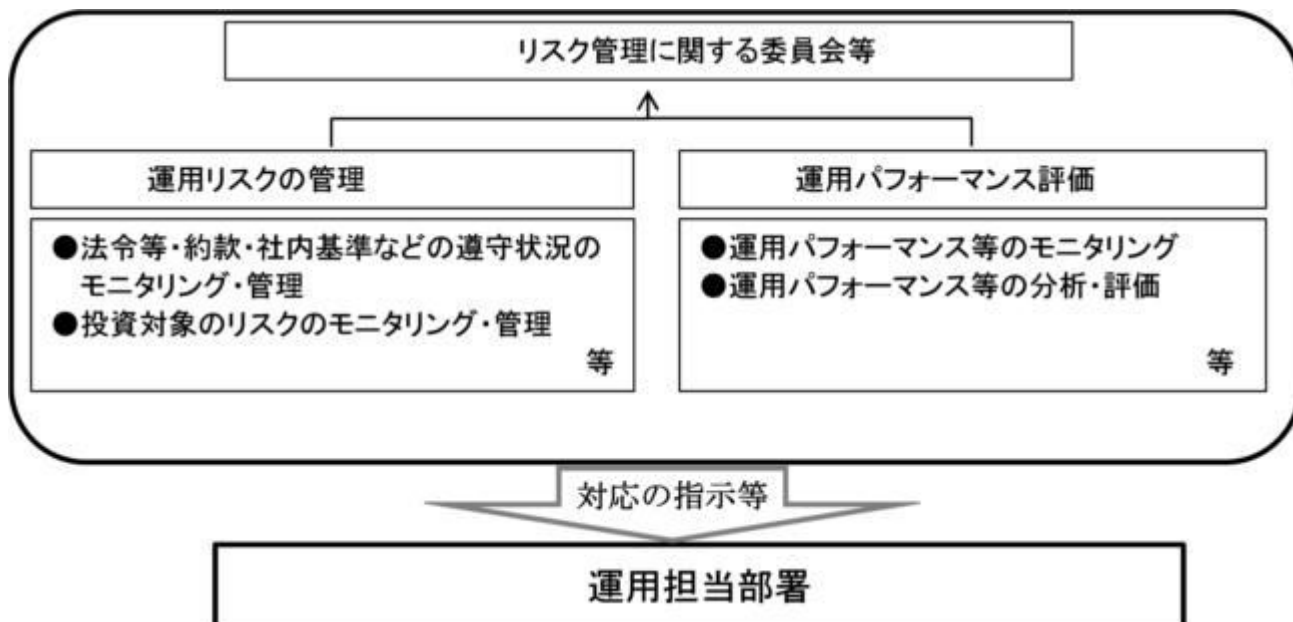 リスク管理に関する委員会等
運用リスクの管理
運用パフォーマンス評価
●法令等・約款・社内基準などの遵守状況の
モニタリング・管理
●投資対象のリスクのモニタリング・管理
等
●運用パフォーマンス等のモニタリング
●運用パフォーマンス等の分析・評価
等
対応の指示等
運用担当部署